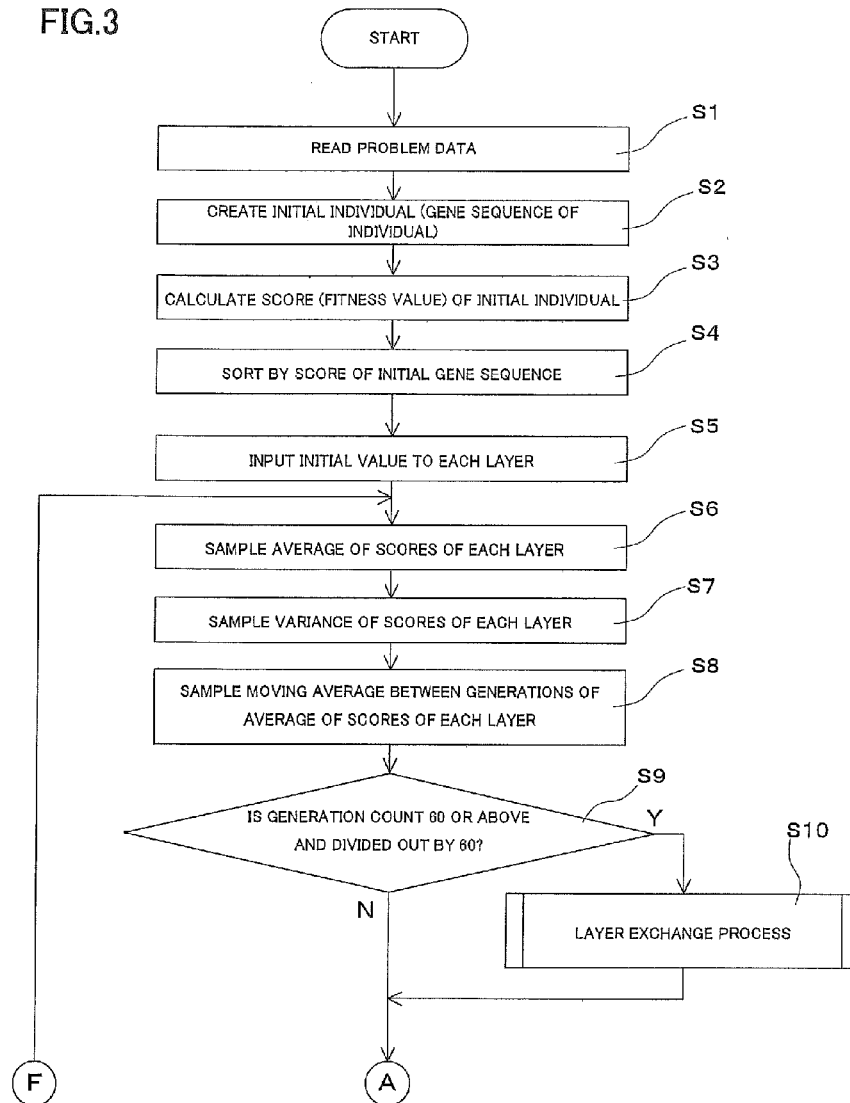 FIG.3
START
S1
READ PROBLEM DATA
S2
CREATE INITIAL INDIVIDUAL (GENE SEQUENCE OF
INDIVIDUAL)
S3
CALCULATE SCORE (FITNESS VALUE) OF INITIAL INDIVIDUAL
S4
SORT BY SCORE OF INITIAL GENE SEQUENCE
S5
INPUT INITIAL VALUE TO EACH LAYER
S6
SAMPLE AVERAGE OF SCORES OF EACH LAYER
S7
SAMPLE VARIANCE OF SCORES OF EACH LAYER
S8
SAMPLE MOVING AVERAGE BETWEEN GENERATIONS OF
AVERAGE OF SCORES OF EACH LAYER
S9
IS GENERATION COUNT 60 OR ABOVE
AND DIVIDED OUT BY 60?
Y
S10
N
LAYER EXCHANGE PROCESS
F
A